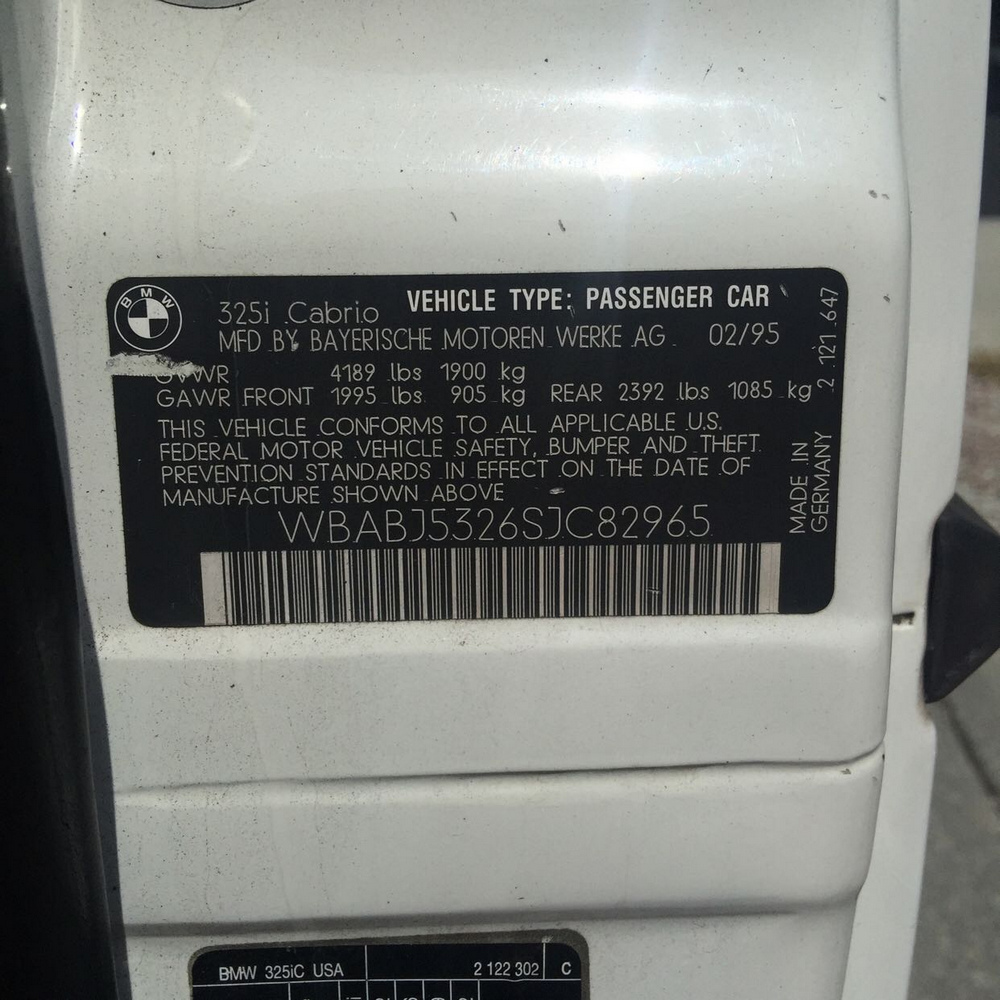 BMW
325i Cabrio VEHICLE TYPE: PASSENGER CAR
MFD BY BAYERISCHE MOTOREN WERKE AG 02/95
GVWR 4189 lbs 1900 kg
GAWR FRONT 1995 lbs 905 kg REAR 2392 lbs 1085 kg
THIS VEHICLE CONFORMS TO ALL APPLICABLE U.S.
FEDERAL MOTOR VEHICLE SAFETY, BUMPER AND THEFT
PREVENTION STANDARDS IN EFFECT ON THE DATE OF
MANUFACTURE SHOWN ABOVE
WBABJ5326SJC82965
MADE IN
GERMANY
2 121 647
BMW 325iC USA 2 122 302 C